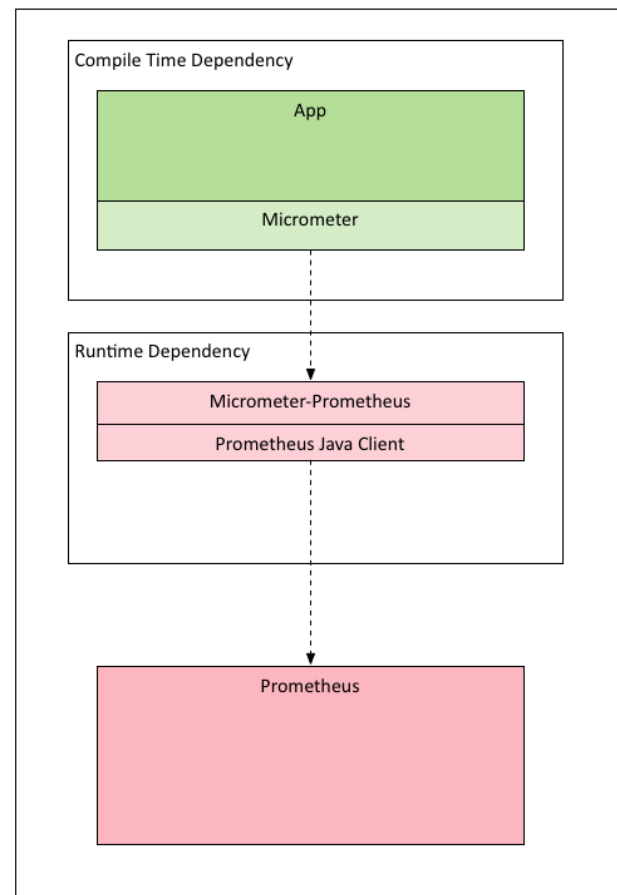 Compile Time Dependency
App
Micrometer
Runtime Dependency
Micrometer-Prometheus
Prometheus Java Client
Prometheus